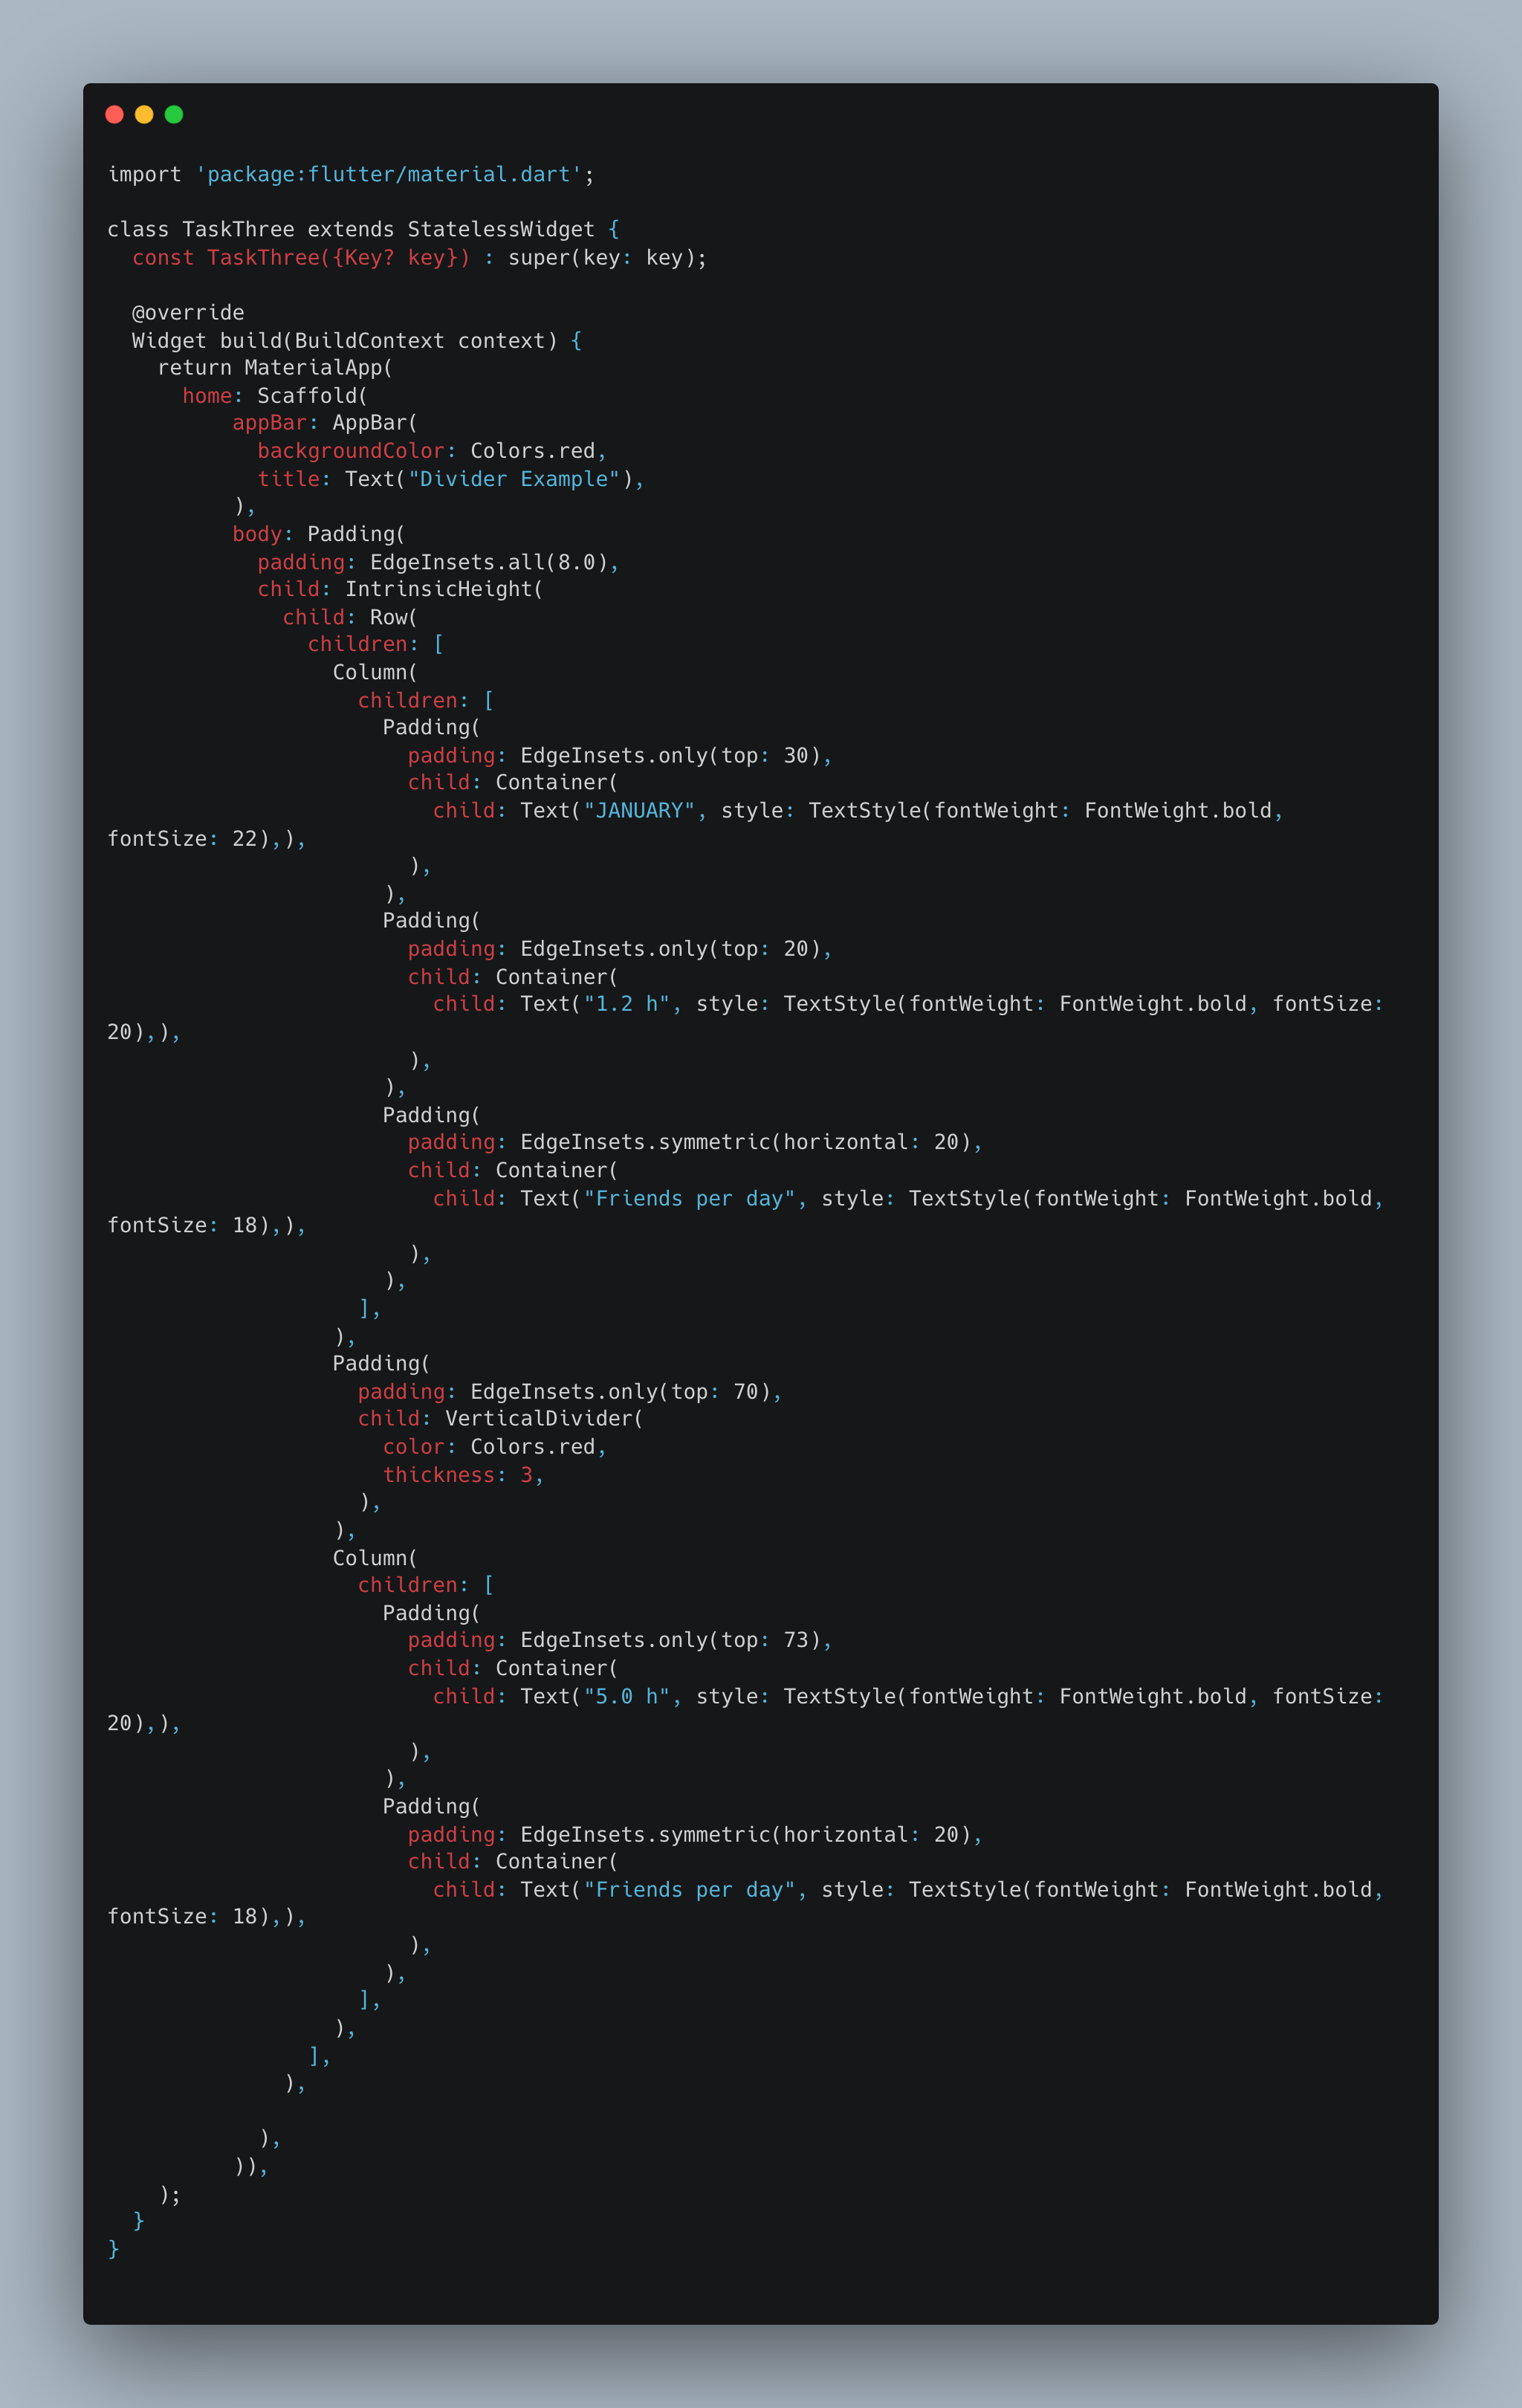 import 'package:flutter/material.dart';

class TaskThree extends StatelessWidget {
  const TaskThree({Key? key}) : super(key: key);

  @override
  Widget build(BuildContext context) {
    return MaterialApp(
      home: Scaffold(
          appBar: AppBar(
            backgroundColor: Colors.red,
            title: Text("Divider Example"),
          ),
          body: Padding(
            padding: EdgeInsets.all(8.0),
            child: IntrinsicHeight(
              child: Row(
                children: [
                  Column(
                    children: [
                      Padding(
                        padding: EdgeInsets.only(top: 30),
                        child: Container(
                          child: Text("JANUARY", style: TextStyle(fontWeight: FontWeight.bold,
fontSize: 22),),
                        ),
                      ),
                      Padding(
                        padding: EdgeInsets.only(top: 20),
                        child: Container(
                          child: Text("1.2 h", style: TextStyle(fontWeight: FontWeight.bold, fontSize:
20),),
                        ),
                      ),
                      Padding(
                        padding: EdgeInsets.symmetric(horizontal: 20),
                        child: Container(
                          child: Text("Friends per day", style: TextStyle(fontWeight: FontWeight.bold,
fontSize: 18),),
                        ),
                      ),
                    ],
                  ),
                  Padding(
                    padding: EdgeInsets.only(top: 70),
                    child: VerticalDivider(
                      color: Colors.red,
                      thickness: 3,
                    ),
                  ),
                  Column(
                    children: [
                      Padding(
                        padding: EdgeInsets.only(top: 73),
                        child: Container(
                          child: Text("5.0 h", style: TextStyle(fontWeight: FontWeight.bold, fontSize:
20),),
                        ),
                      ),
                      Padding(
                        padding: EdgeInsets.symmetric(horizontal: 20),
                        child: Container(
                          child: Text("Friends per day", style: TextStyle(fontWeight: FontWeight.bold,
fontSize: 18),),
                        ),
                      ),
                    ],
                  ),
                ],
              ),

            ),
          )),
    );
  }
}